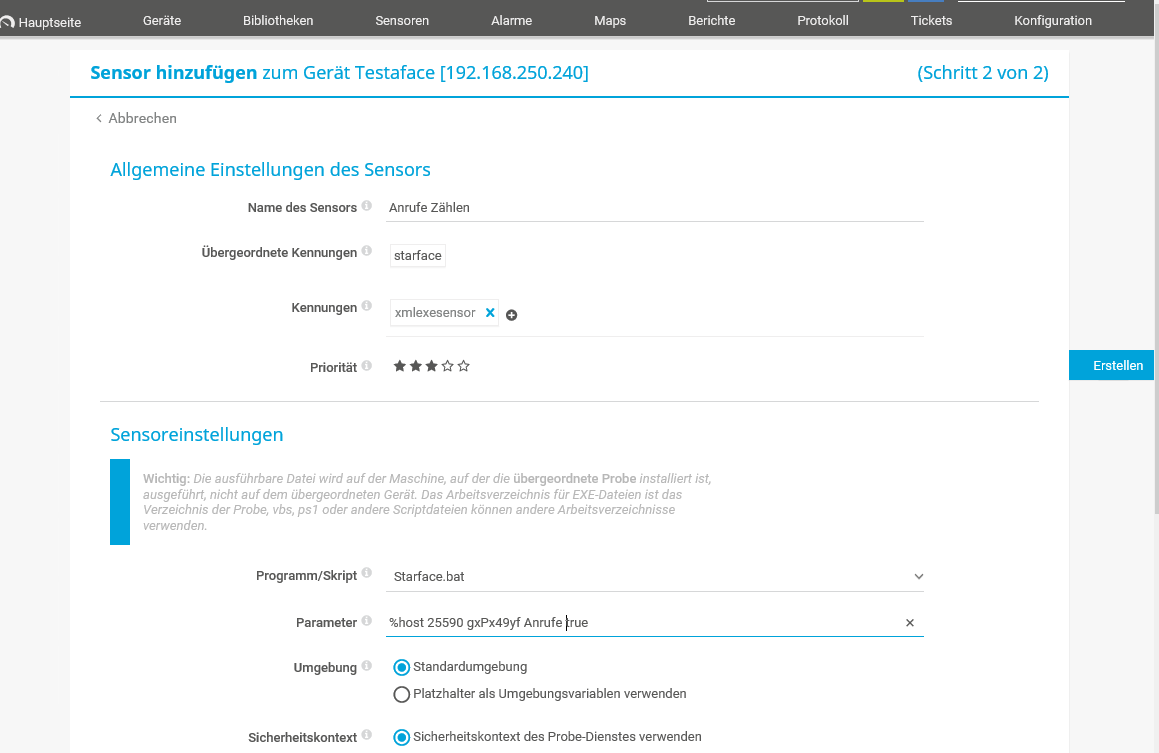 Hauptseite Geräte Bibliotheken Sensoren Alarme Maps Berichte Protokoll Tickets Konfiguration
Sensor hinzufügen zum Gerät Testaface [192.168.250.240] (Schritt 2 von 2)
< Abbrechen
Allgemeine Einstellungen des Sensors
Name des Sensors Anrufe Zählen
Übergeordnete Kennungen starface
Kennungen xmlexesensor
Priorität
Erstellen
Sensoreinstellungen
Wichtig: Die ausführbare Datei wird auf der Maschine, auf der die übergeordnete Probe installiert ist,
ausgeführt, nicht auf dem übergeordneten Gerät. Das Arbeitsverzeichnis für EXE-Dateien ist das
Verzeichnis der Probe, vbs, ps1 oder andere Scriptdateien können andere Arbeitsverzeichnisse
verwenden.
Programm/Skript Starface.bat
Parameter %host 25590 gxPx49yf Anrufe true
Umgebung Standardumgebung
Platzhalter als Umgebungsvariablen verwenden
Sicherheitskontext Sicherheitskontext des Probe-Dienstes verwenden